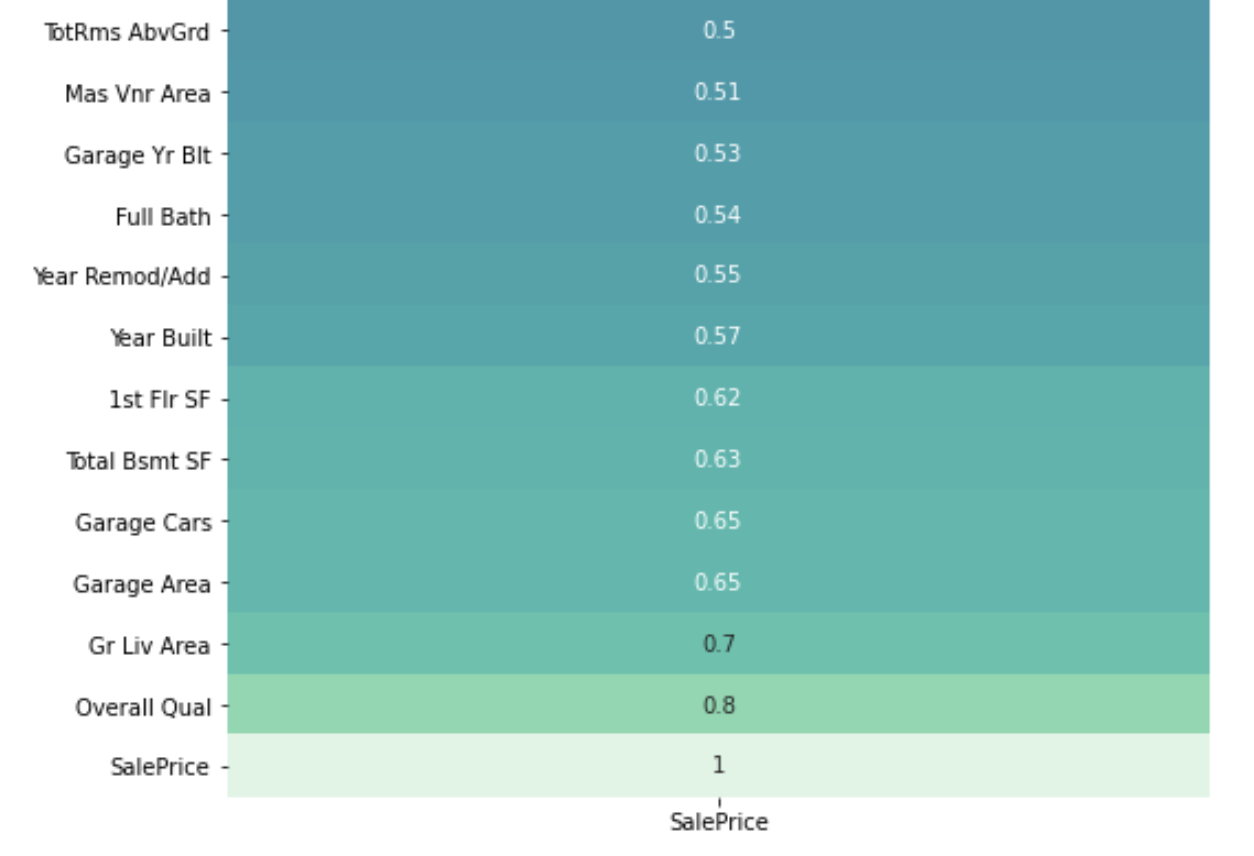 TotRms AbvGrd 0.5
Mas Vnr Area 0.51
Garage Yr Blt 0.53
Full Bath 0.54
Year Remod/Add 0.55
Year Built 0.57
1st Flr SF 0.62
Total Bsmt SF 0.63
Garage Cars 0.65
Garage Area 0.65
Gr Liv Area 0.7
Overall Qual 0.8
SalePrice 1
SalePrice